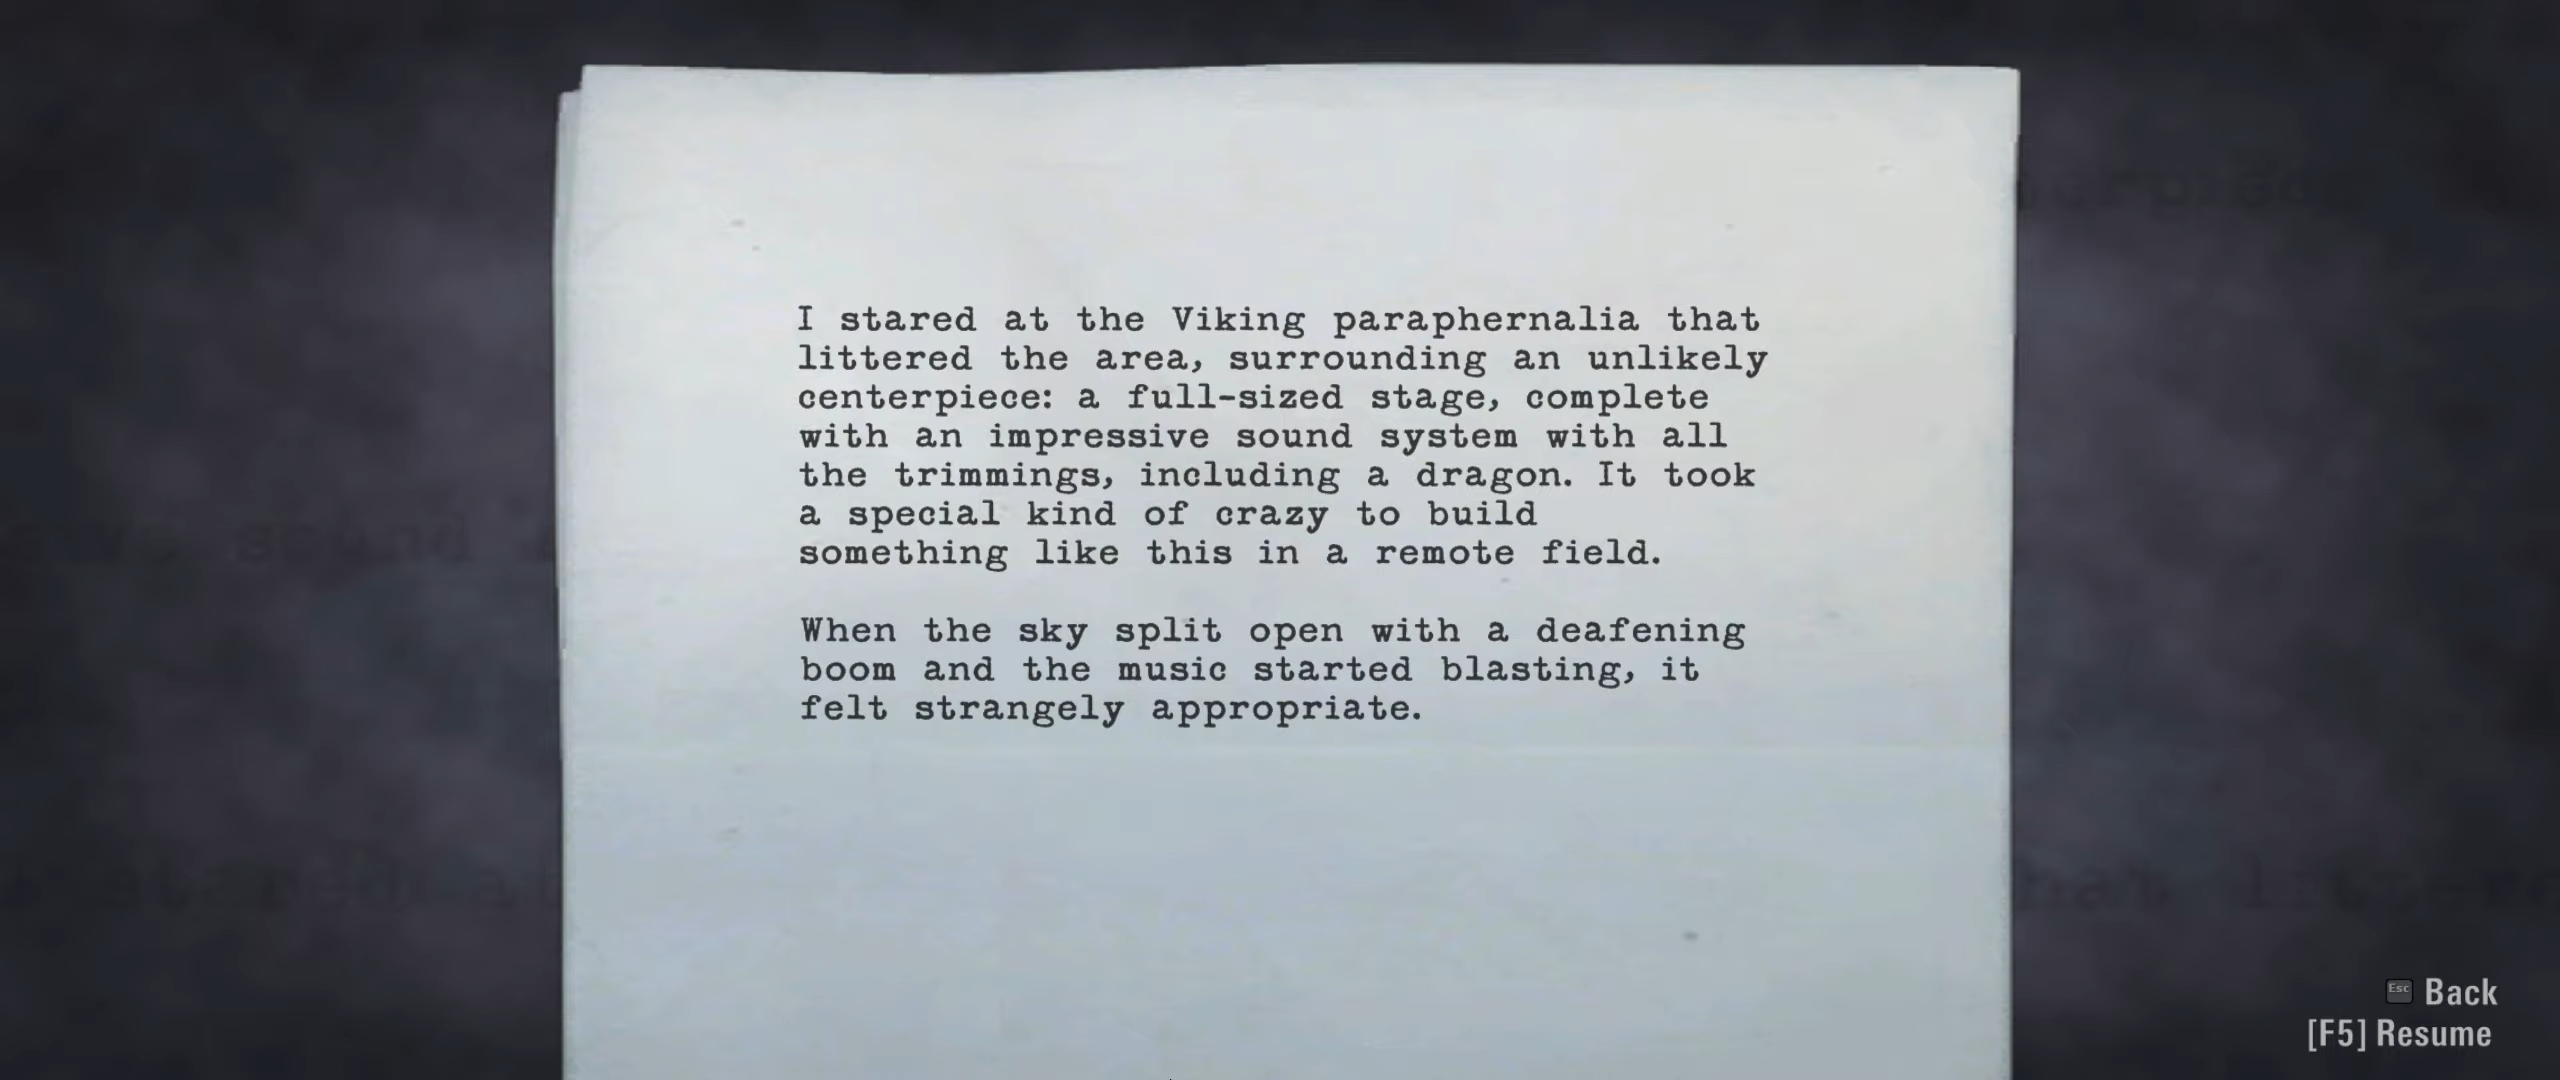 I stared at the Viking paraphernalia that
littered the area, surrounding an unlikely
centerpiece: a full-sized stage, complete
with an impressive sound system with all
the trimmings, including a dragon. It took
a special kind of crazy to build
something like this in a remote field.
When the sky split open with a deafening
boom and the music started blasting, it
felt strangely appropriate.
Esc Back
[F5] Resume